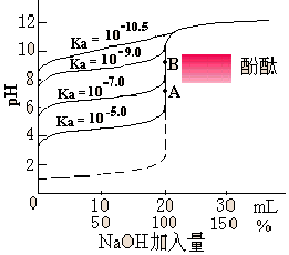 12
10
8
6
4
2
pH
Ka = 10^-10.5
Ka = 10^-9.0
Ka = 10^-7.0
Ka = 10^-5.0
B
A
酚酞
0 10 20 30 mL
50 100 150 %
NaOH加入量